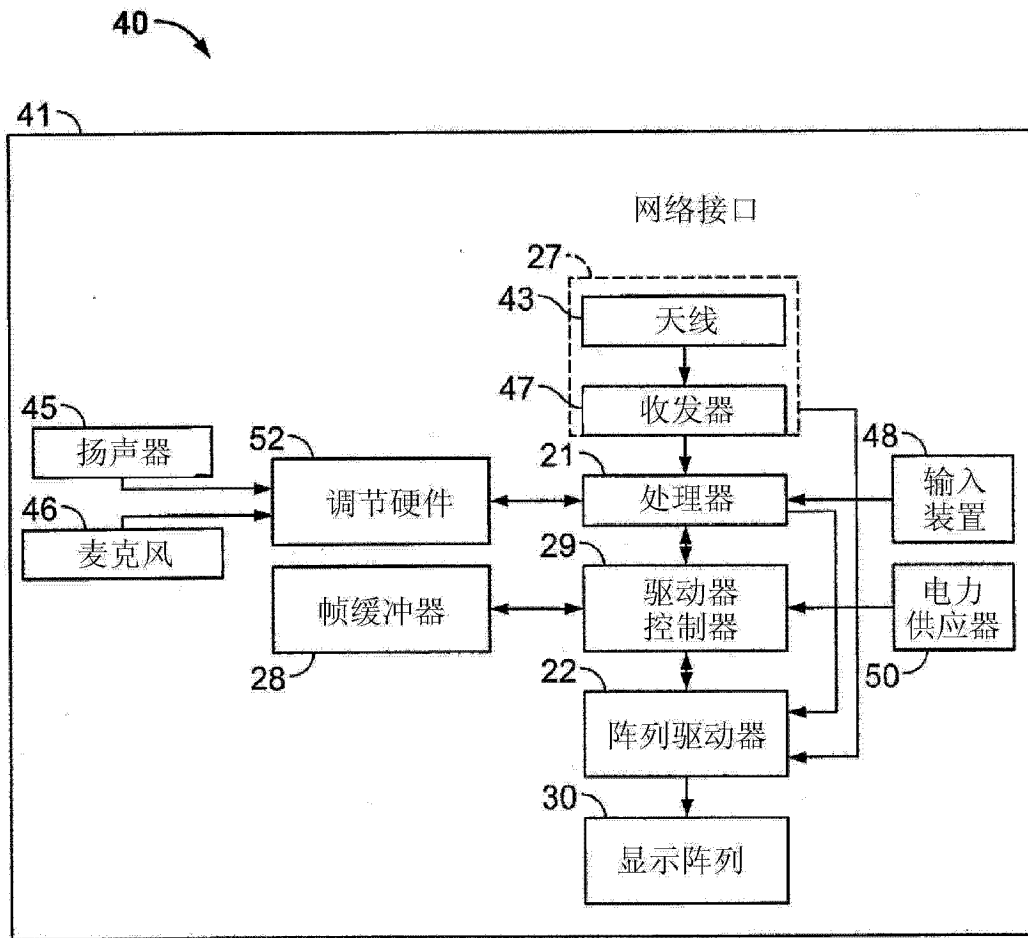 40
41
网络接口
27
43
天线
47
收发器
45
扬声器
52
调节硬件
21
处理器
48
输入
装置
46
麦克风
29
驱动器
控制器
帧缓冲器
28
电力
供应器
50
22
阵列驱动器
30
显示阵列